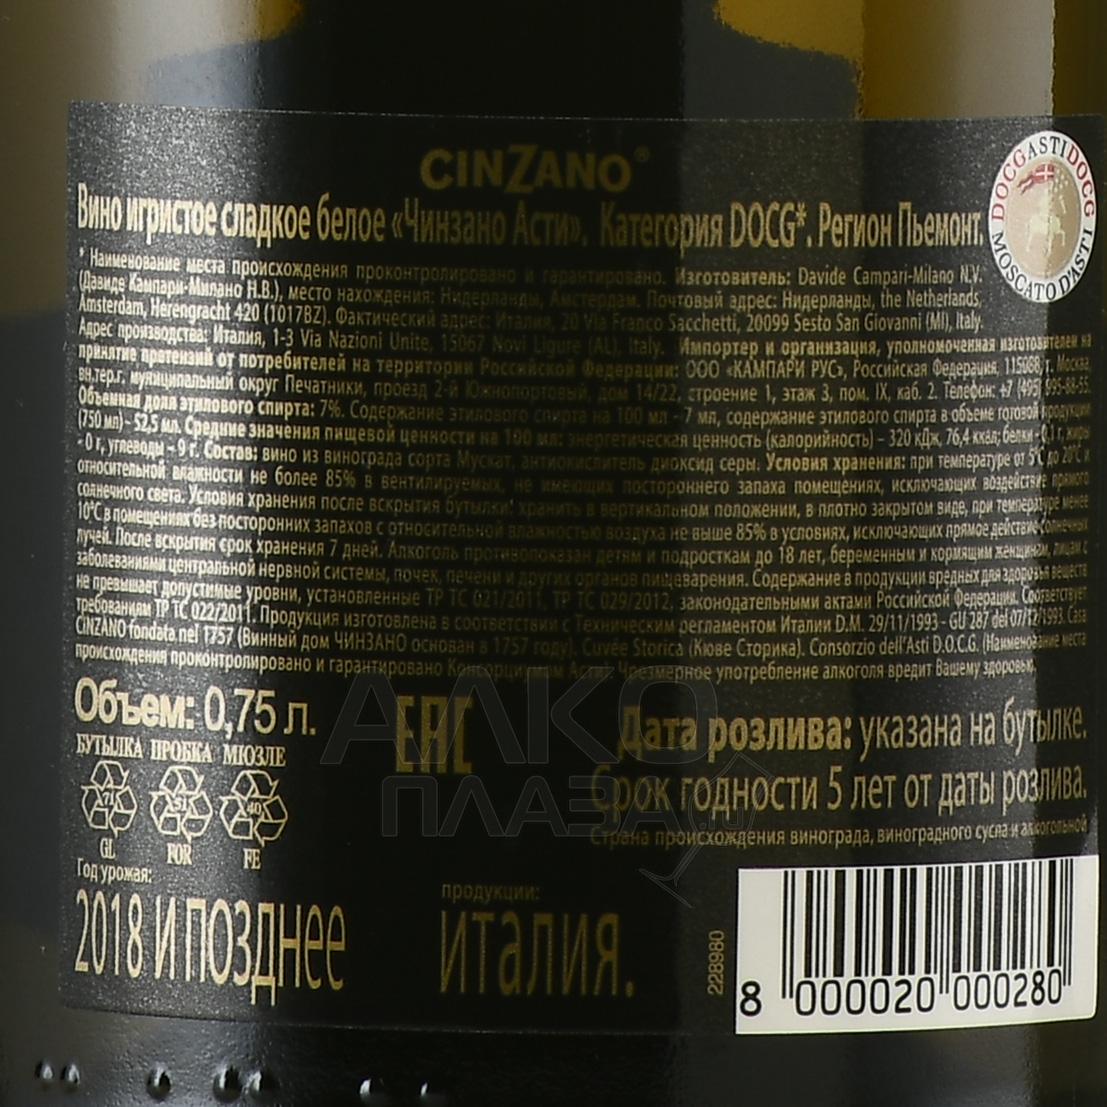 CINZANO®
Вино игристое сладкое белое «Чинзано Асти». Категория DOCG*. Регион Пьемонт.
DOCG ASTI DOCG
MOSCATO D'ASTI
* Наименование места происхождения проконтролировано и гарантировано. Изготовитель: Davide Campari-Milano N.V.
(Давиде Кампари-Милано Н.В.), место нахождения: Нидерланды, Амстердам. Почтовый адрес: Нидерланды, the Netherlands,
Amsterdam, Herengracht 420 (1017BZ). Фактический адрес: Италия, 20 Via Franco Sacchetti, 20099 Sesto San Giovanni (MI), Italy.
Адрес производства: Италия, 1-3 Via Nazioni Unite, 15067 Novi Ligure (AL), Italy. Импортер и организация, уполномоченная изготовителем на
принятие претензий от потребителей на территории Российской Федерации: ООО «КАМПАРИ РУС», Российская Федерация, 115088, г. Москва,
вн.тер.г. муниципальный округ Печатники, проезд 2-й Южнопортовый, дом 14/22, строение 1, этаж 3, пом. IX, каб. 2. Телефон: +7 (495) 995-88-55.
Объемная доля этилового спирта: 7%. Содержание этилового спирта на 100 мл - 7 мл, содержание этилового спирта в объеме готовой продукции
(750 мл) - 52,5 мл. Средние значения пищевой ценности на 100 мл: энергетическая ценность (калорийность) – 320 кДж, 76,4 ккал; белки - 0,1 г, жиры
- 0 г, углеводы - 9 г. Состав: вино из винограда сорта Мускат, антиокислитель диоксид серы. Условия хранения: при температуре от 5°C до 20°C и
относительной влажности не более 85% в вентилируемых, не имеющих постороннего запаха помещениях, исключающих воздействие прямого
солнечного света. Условия хранения после вскрытия бутылки: хранить в вертикальном положении, в плотно закрытом виде, при температуре менее
10°C в помещениях без посторонних запахов с относительной влажностью воздуха не выше 85% в условиях, исключающих прямое действие солнечных
лучей. После вскрытия срок хранения 7 дней. Алкоголь противопоказан детям и подросткам до 18 лет, беременным и кормящим женщинам, лицам с
заболеваниями центральной нервной системы, почек, печени и других органов пищеварения. Содержание в продукции вредных для здоровья веществ
не превышает допустимые уровни, установленные ТР ТС 021/2011, ТР ТС 029/2012, законодательными актами Российской Федерации. Соответствует
требованиям ТР ТС 022/2011. Продукция изготовлена в соответствии с Техническим регламентом Италии D.M. 29/11/1993 - GU 287 del 07/12/1993. Casa
CINZANO fondata nel 1757 (Винный дом ЧИНЗАНО основан в 1757 году). Cuvée Storica (Кюве Сторика). Consorzio dell'Asti D.O.C.G. (Наименование места
происхождения проконтролировано и гарантировано Консорциумом Асти). Чрезмерное употребление алкоголя вредит Вашему здоровью.
Объем: 0,75 л.
EAC
Дата розлива: указана на бутылке.
Срок годности 5 лет от даты розлива.
БУТЫЛКА ПРОБКА МЮЗЛЕ
71 51 40
GL FOR FE
Страна происхождения винограда, виноградного сусла и алкогольной
продукции:
ИТАЛИЯ.
Год урожая:
2018 И ПОЗДНЕЕ
228980
8 000020 000280
АЛКО
ПЛАЗА